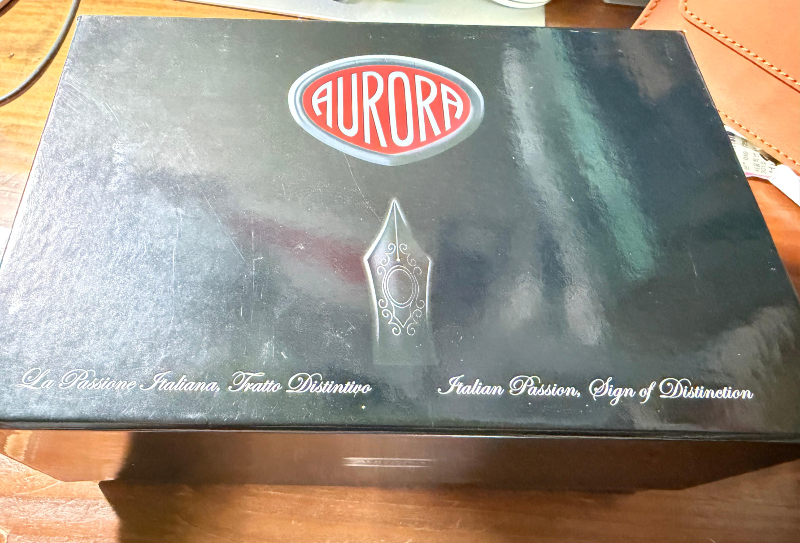 AURORA
La Passione Italiana, Tratto Distintivo
Italian Passion, Sign of Distinction